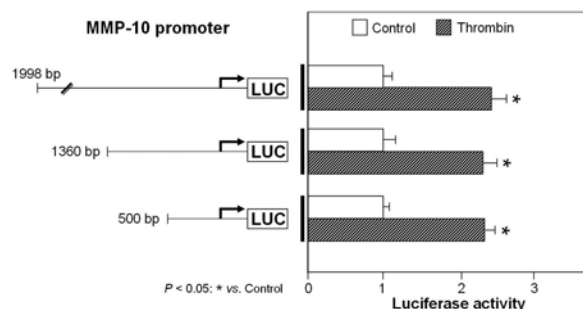 MMP-10 promoter
Control Thrombin
1998 bp
LUC
*
1360 bp
LUC
*
500 bp
LUC
*
P < 0.05: * vs. Control
0 1 2 3
Luciferase activity